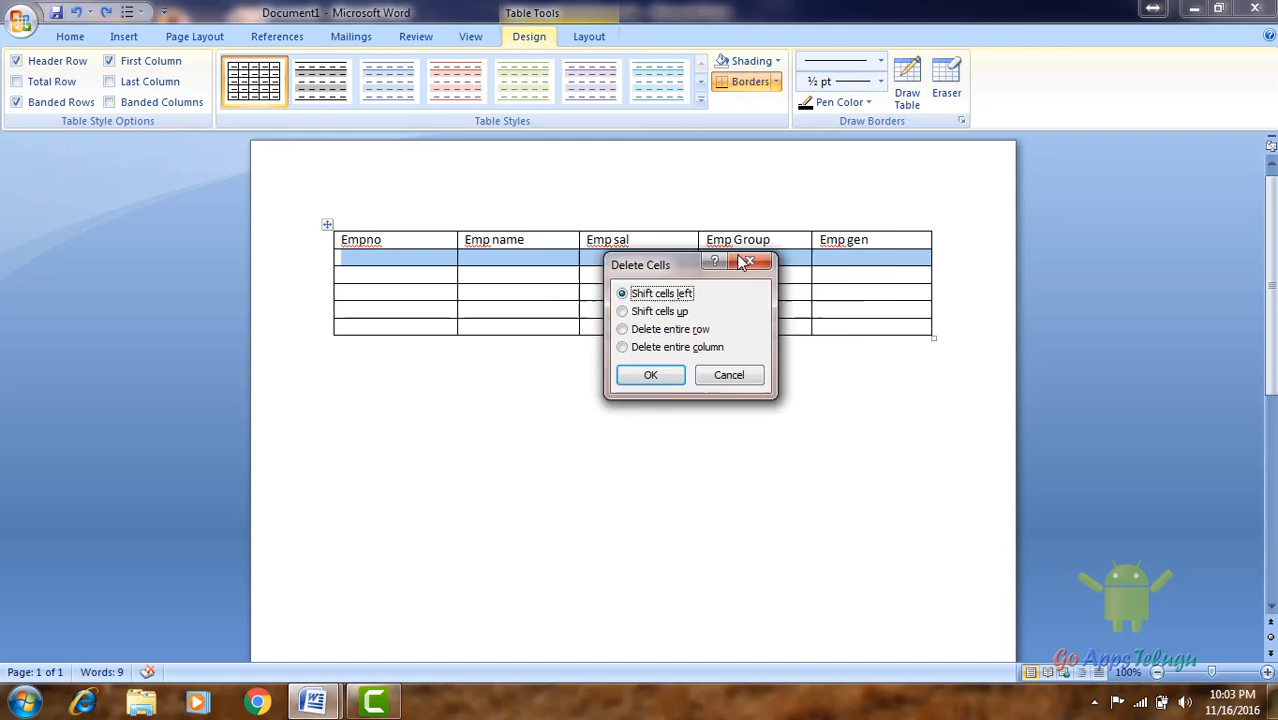 Document1 - Microsoft Word
Table Tools
Home
Insert
Page Layout
References
Mailings
Review
View
Design
Layout
Header Row
First Column
Total Row
Last Column
Banded Rows
Banded Columns
Table Style Options
Table Styles
Shading
Borders
½ pt
Pen Color
Draw Table
Eraser
Draw Borders
Empno
Emp name
Emp sal
Emp Group
Emp gen
Delete Cells
Shift cells left
Shift cells up
Delete entire row
Delete entire column
OK
Cancel
Go Apps Telugu
Page: 1 of 1
Words: 9
100%
10:03 PM
11/16/2016